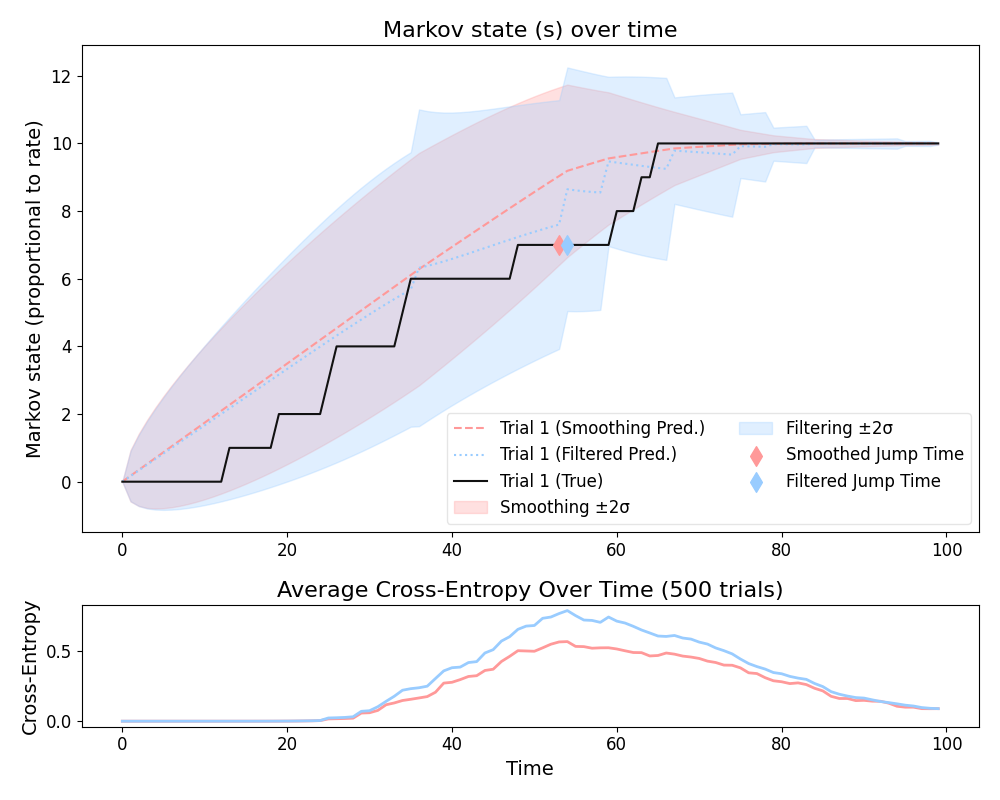 Markov state (s) over time
Markov state (proportional to rate)
12
10
8
6
4
2
0
Trial 1 (Smoothing Pred.)
Trial 1 (Filtered Pred.)
Trial 1 (True)
Smoothing ±2σ
Filtering ±2σ
Smoothed Jump Time
Filtered Jump Time
0 20 40 60 80 100
Average Cross-Entropy Over Time (500 trials)
Cross-Entropy
0.5
0.0
0 20 40 60 80 100
Time